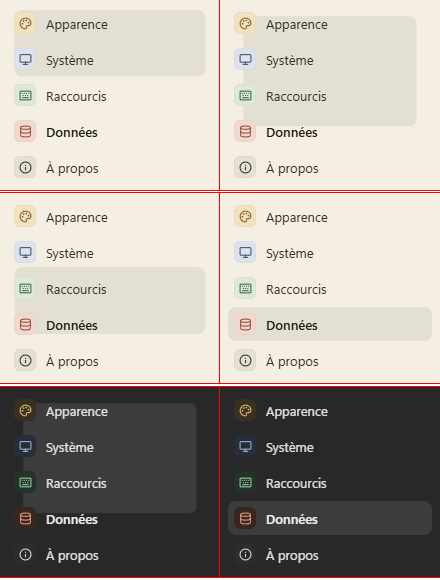 Apparence
Système
Raccourcis
Données
À propos
Apparence
Système
Raccourcis
Données
À propos
Apparence
Système
Raccourcis
Données
À propos
Apparence
Système
Raccourcis
Données
À propos
Apparence
Système
Raccourcis
Données
À propos
Apparence
Système
Raccourcis
Données
À propos